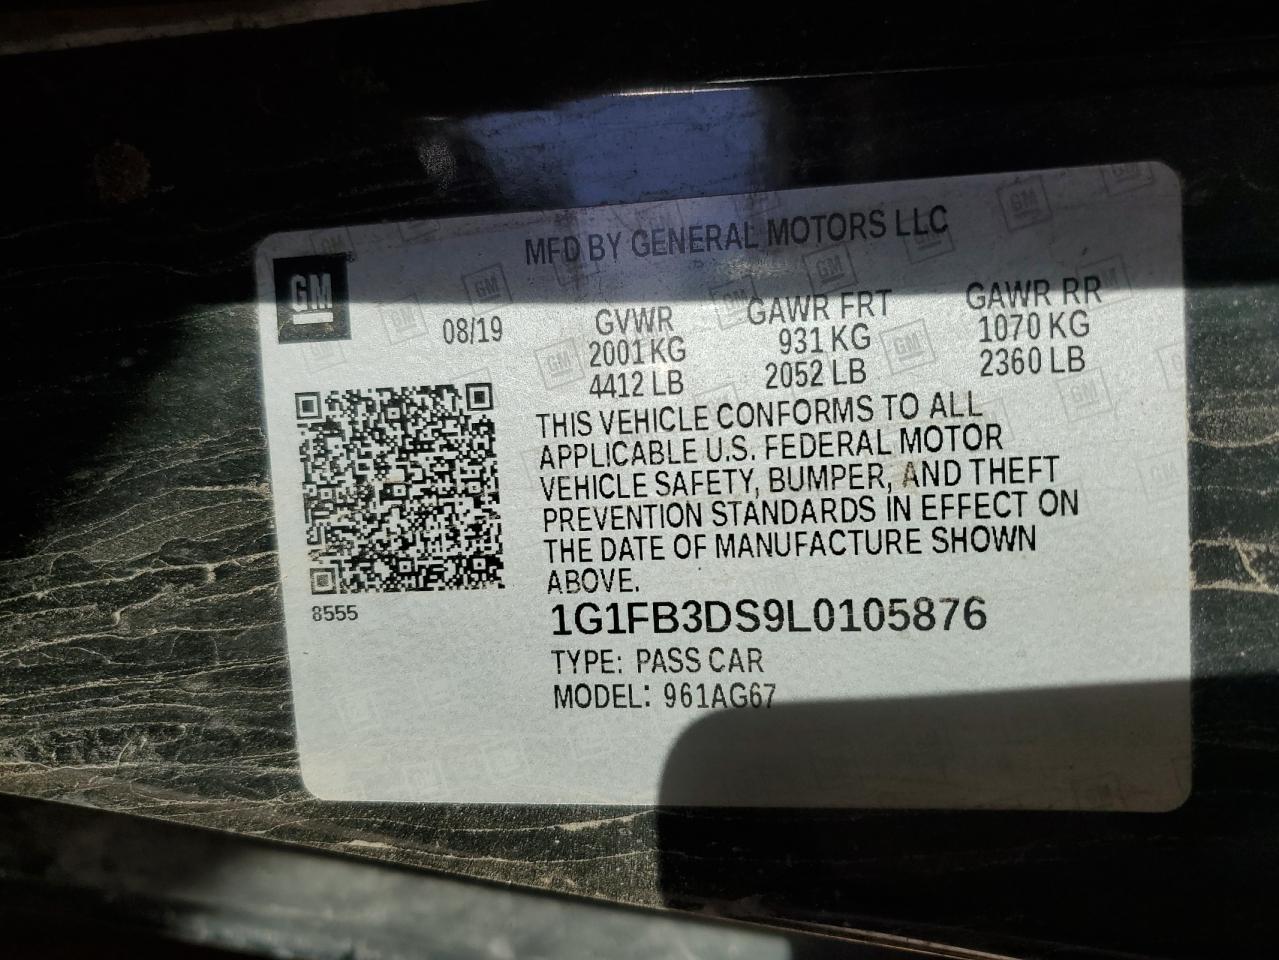 MFD BY GENERAL MOTORS LLC
GM
08/19
GVWR
2001 KG
4412 LB
GAWR FRT
931 KG
2052 LB
GAWR RR
1070 KG
2360 LB
THIS VEHICLE CONFORMS TO ALL
APPLICABLE U.S. FEDERAL MOTOR
VEHICLE SAFETY, BUMPER, AND THEFT
PREVENTION STANDARDS IN EFFECT ON
THE DATE OF MANUFACTURE SHOWN
ABOVE.
8555
1G1FB3DS9L0105876
TYPE: PASS CAR
MODEL: 961AG67